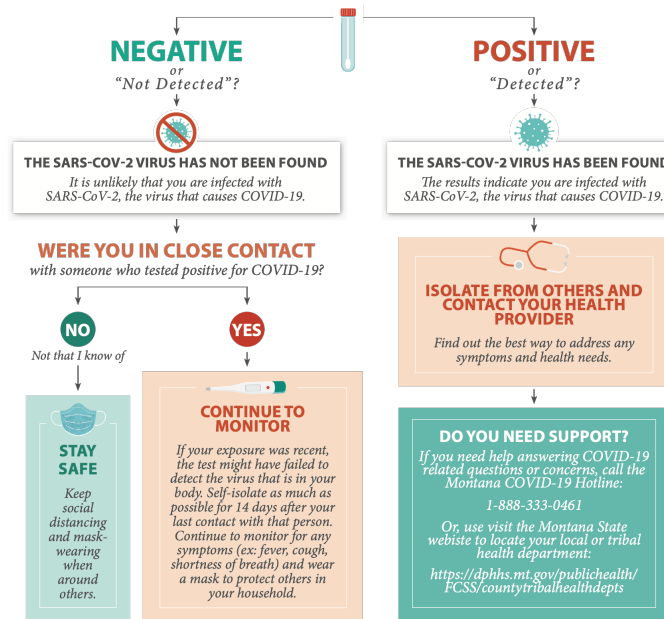 NEGATIVE
or
“Not Detected”?
THE SARS-COV-2 VIRUS HAS NOT BEEN FOUND
It is unlikely that you are infected with
SARS-CoV-2, the virus that causes COVID-19.
WERE YOU IN CLOSE CONTACT
with someone who tested positive for COVID-19?
NO
Not that I know of
STAY
SAFE
Keep
social
distancing
and mask-
wearing
when
around
others.
YES
CONTINUE TO
MONITOR
If your exposure was recent,
the test might have failed to
detect the virus that is in your
body. Self-isolate as much as
possible for 14 days after your
last contact with that person.
Continue to monitor for any
symptoms (ex: fever, cough,
shortness of breath) and wear
a mask to protect others in
your household.
POSITIVE
or
“Detected”?
THE SARS-COV-2 VIRUS HAS BEEN FOUND
The results indicate you are infected with
SARS-CoV-2, the virus that causes COVID-19.
ISOLATE FROM OTHERS AND
CONTACT YOUR HEALTH
PROVIDER
Find out the best way to address any
symptoms and health needs.
DO YOU NEED SUPPORT?
If you need help answering COVID-19
related questions or concerns, call the
Montana COVID-19 Hotline:
1-888-333-0461
Or, use visit the Montana State
webiste to locate your local or tribal
health department:
https://dphhs.mt.gov/publichealth/
FCSS/countytribalhealthdepts